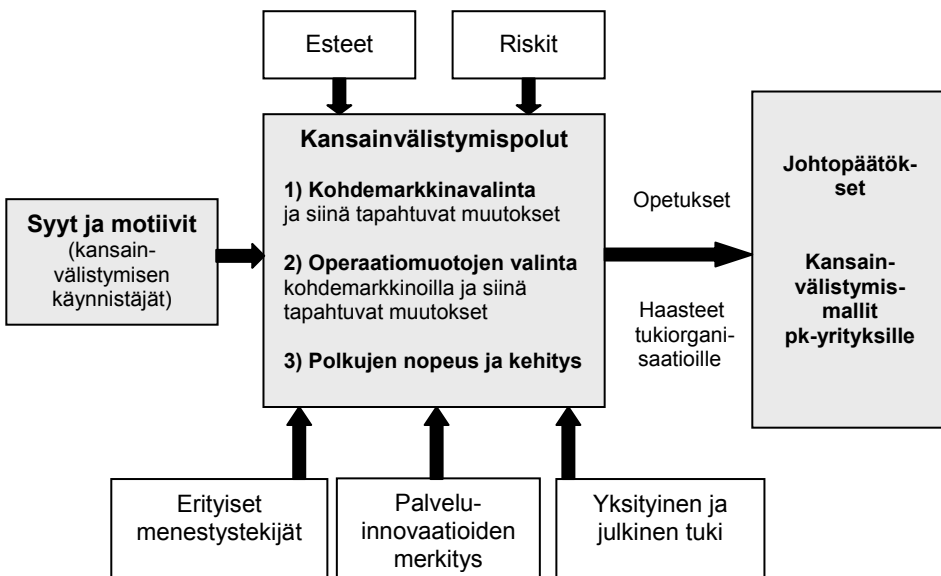 Esteet
Riskit
Syyt ja motiivit
(kansain-
välistymisen
käynnistäjät)
Kansainvälistymispolut
1) Kohdemarkkinavalinta
ja siinä tapahtuvat muutokset
2) Operaatiomuotojen valinta
kohdemarkkinoilla ja siinä
tapahtuvat muutokset
3) Polkujen nopeus ja kehitys
Opetukset
Haasteet
tukiorgani-
saatioille
Johtopäätök-
set
Kansain-
välistymis-
mallit
pk-yrityksille
Erityiset
menestystekijät
Palvelu-
innovaatioiden
merkitys
Yksityinen ja
julkinen tuki